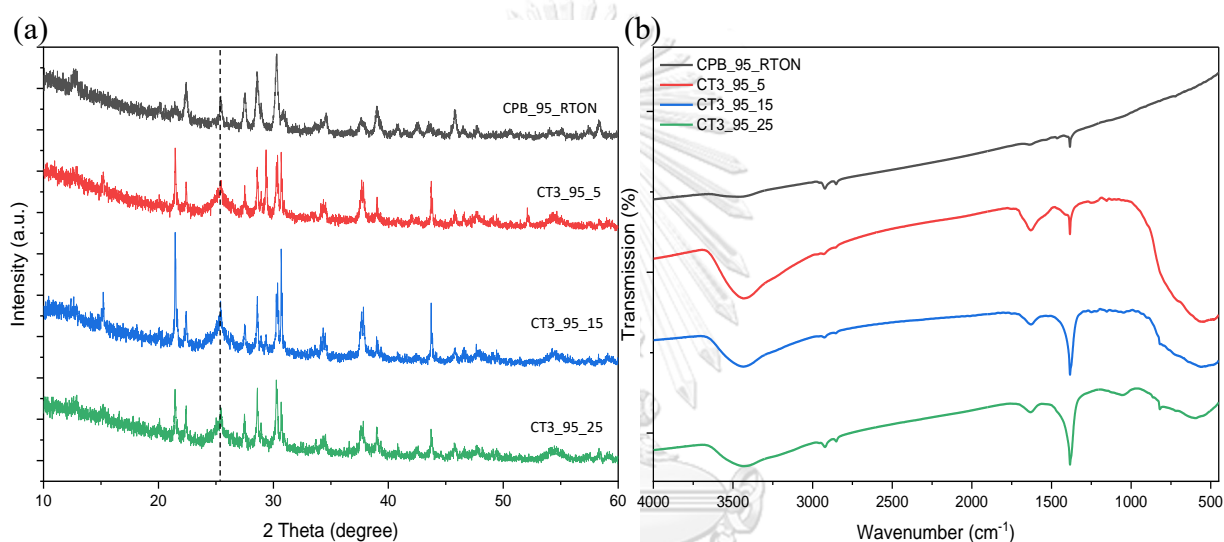 (a)
Intensity (a.u.)
CPB_95_RTON
CT3_95_5
CT3_95_15
CT3_95_25
10 20 30 40 50 60
2 Theta (degree)
(b)
Transmission (%)
CPB_95_RTON
CT3_95_5
CT3_95_15
CT3_95_25
4000 3500 3000 2500 2000 1500 1000 500
Wavenumber (cm⁻¹)